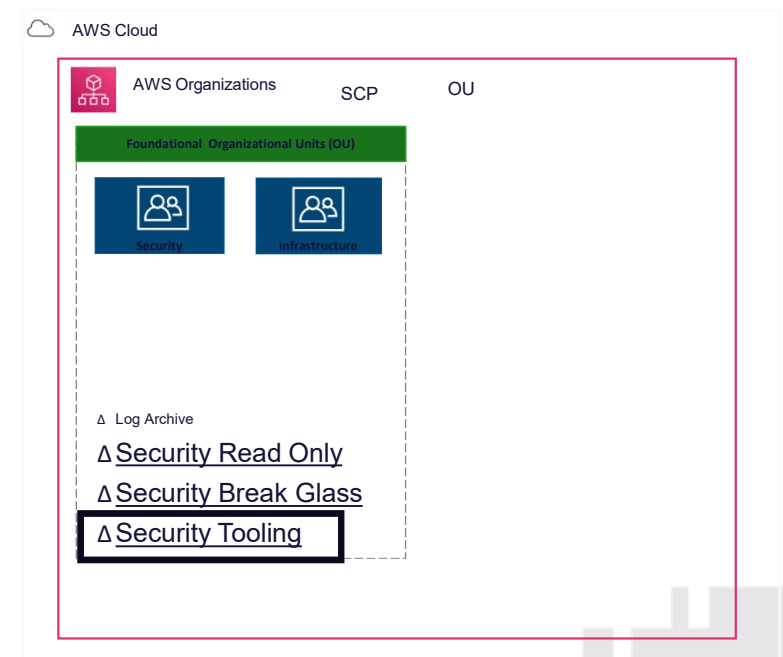 AWS Cloud
AWS Organizations
SCP
OU
Foundational Organizational Units (OU)
Security
Infrastructure
Δ Log Archive
Δ Security Read Only
Δ Security Break Glass
Δ Security Tooling